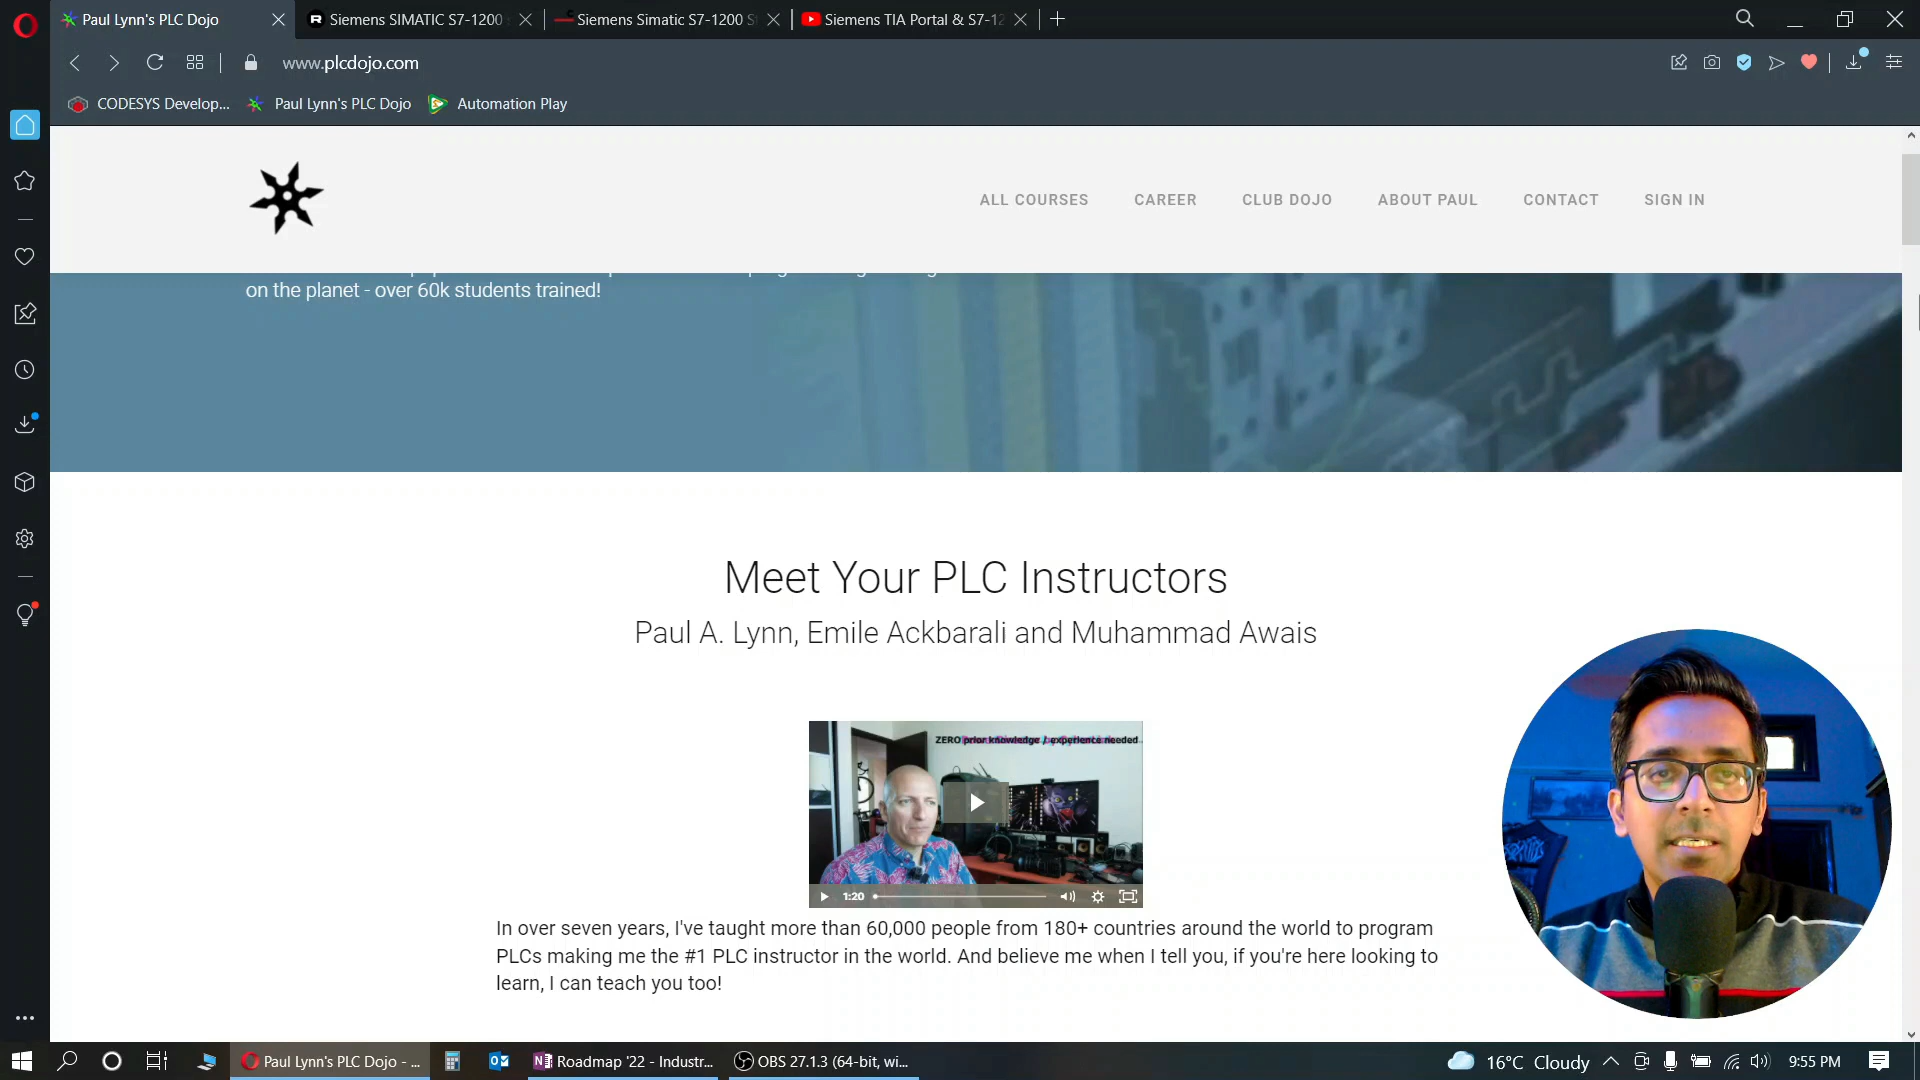 Paul Lynn's PLC Dojo
Siemens SIMATIC S7-1200
Siemens Simatic S7-1200
Siemens TIA Portal & S7-12
www.plcdojo.com
CODESYS Develop...
Paul Lynn's PLC Dojo
Automation Play
ALL COURSES
CAREER
CLUB DOJO
ABOUT PAUL
CONTACT
SIGN IN
on the planet - over 60k students trained!
Meet Your PLC Instructors
Paul A. Lynn, Emile Ackbarali and Muhammad Awais
ZERO prior knowledge / experience needed
1:20
In over seven years, I've taught more than 60,000 people from 180+ countries around the world to program
PLCs making me the #1 PLC instructor in the world. And believe me when I tell you, if you're here looking to
learn, I can teach you too!
Paul Lynn's PLC Dojo - ...
Roadmap '22 - Industr...
OBS 27.1.3 (64-bit, wi...
16°C Cloudy
9:55 PM